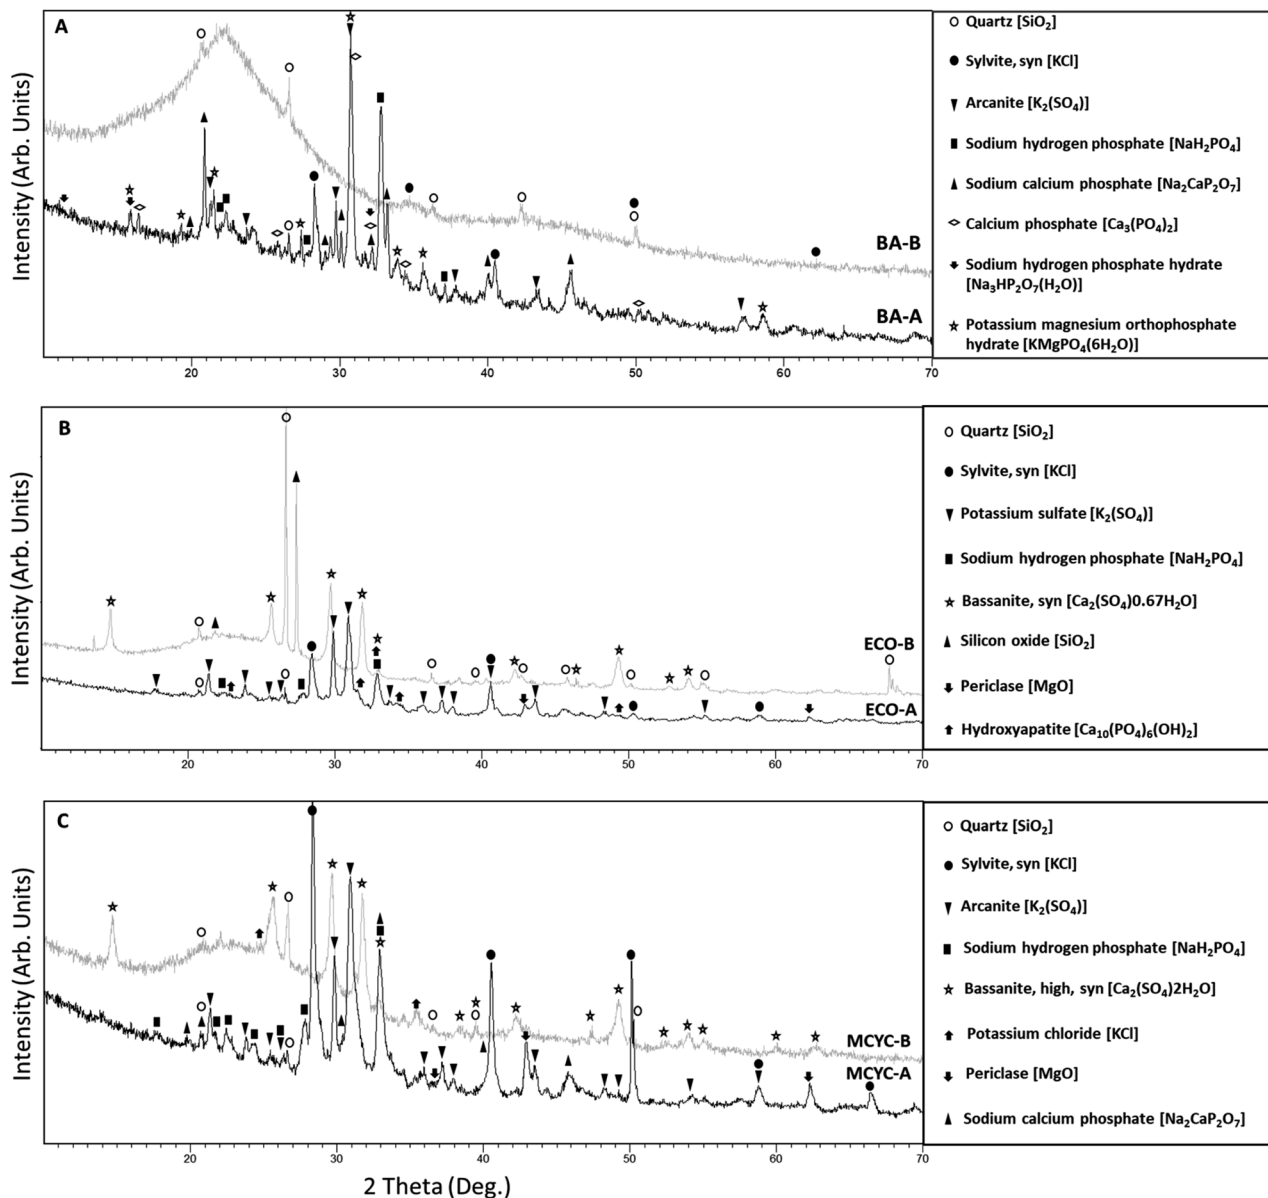 A
Intensity (Arb. Units)
BA-B
BA-A
20 30 40 50 60 70
Quartz [SiO2]
Sylvite, syn [KCl]
Arcanite [K2(SO4)]
Sodium hydrogen phosphate [NaH2PO4]
Sodium calcium phosphate [Na2CaP2O7]
Calcium phosphate [Ca3(PO4)2]
Sodium hydrogen phosphate hydrate
[Na3HP2O7(H2O)]
Potassium magnesium orthophosphate
hydrate [KMgPO4(6H2O)]
B
Intensity (Arb. Units)
ECO-B
ECO-A
20 30 40 50 60 70
Quartz [SiO2]
Sylvite, syn [KCl]
Potassium sulfate [K2(SO4)]
Sodium hydrogen phosphate [NaH2PO4]
Bassanite, syn [Ca2(SO4)0.67H2O]
Silicon oxide [SiO2]
Periclase [MgO]
Hydroxyapatite [Ca10(PO4)6(OH)2]
C
Intensity (Arb. Units)
MCYC-B
MCYC-A
20 30 40 50 60 70
2 Theta (Deg.)
Quartz [SiO2]
Sylvite, syn [KCl]
Arcanite [K2(SO4)]
Sodium hydrogen phosphate [NaH2PO4]
Bassanite, high, syn [Ca2(SO4)2H2O]
Potassium chloride [KCl]
Periclase [MgO]
Sodium calcium phosphate [Na2CaP2O7]